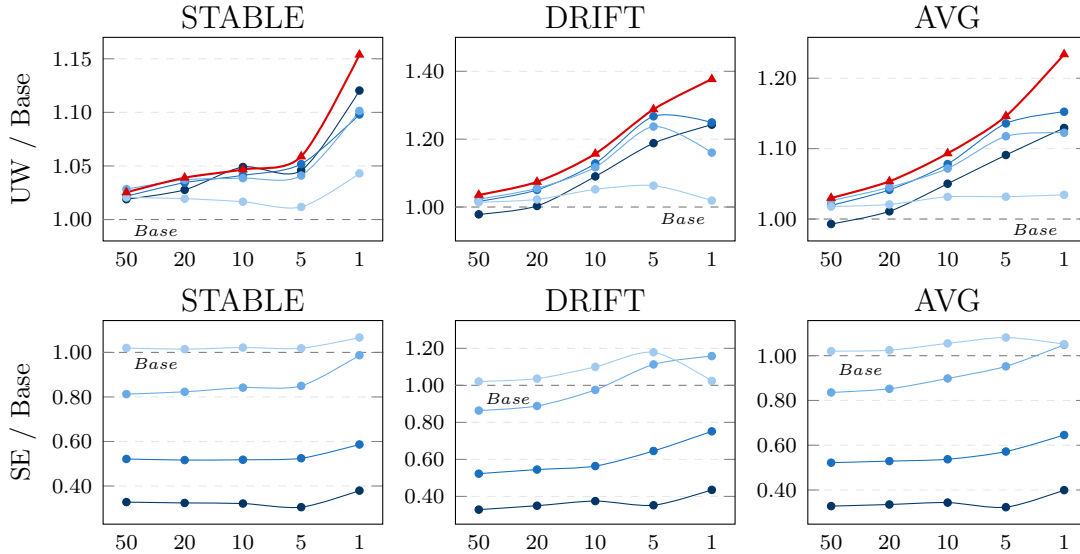 STABLE DRIFT AVG
UW / Base
1.15 1.10 1.05 1.00
Base
50 20 10 5 1
1.40 1.20 1.00
Base
50 20 10 5 1
1.20 1.10 1.00
Base
50 20 10 5 1
STABLE DRIFT AVG
SE / Base
1.00 0.80 0.60 0.40
Base
50 20 10 5 1
1.20 1.00 0.80 0.60 0.40
Base
50 20 10 5 1
1.00 0.80 0.60 0.40
Base
50 20 10 5 1